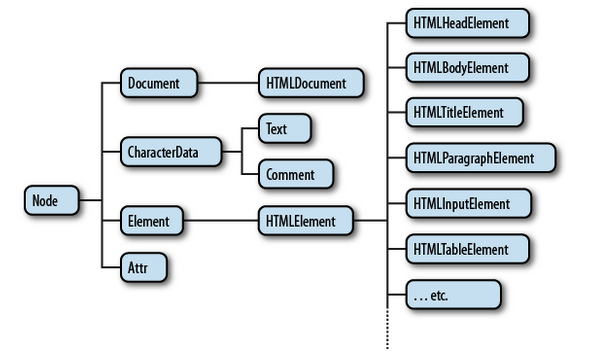 Node
Document
CharacterData
Element
Attr
HTMLDocument
Text
Comment
HTMLElement
HTMLHeadElement
HTMLBodyElement
HTMLTitleElement
HTMLParagraphElement
HTMLInputElement
HTMLTableElement
. . . etc.